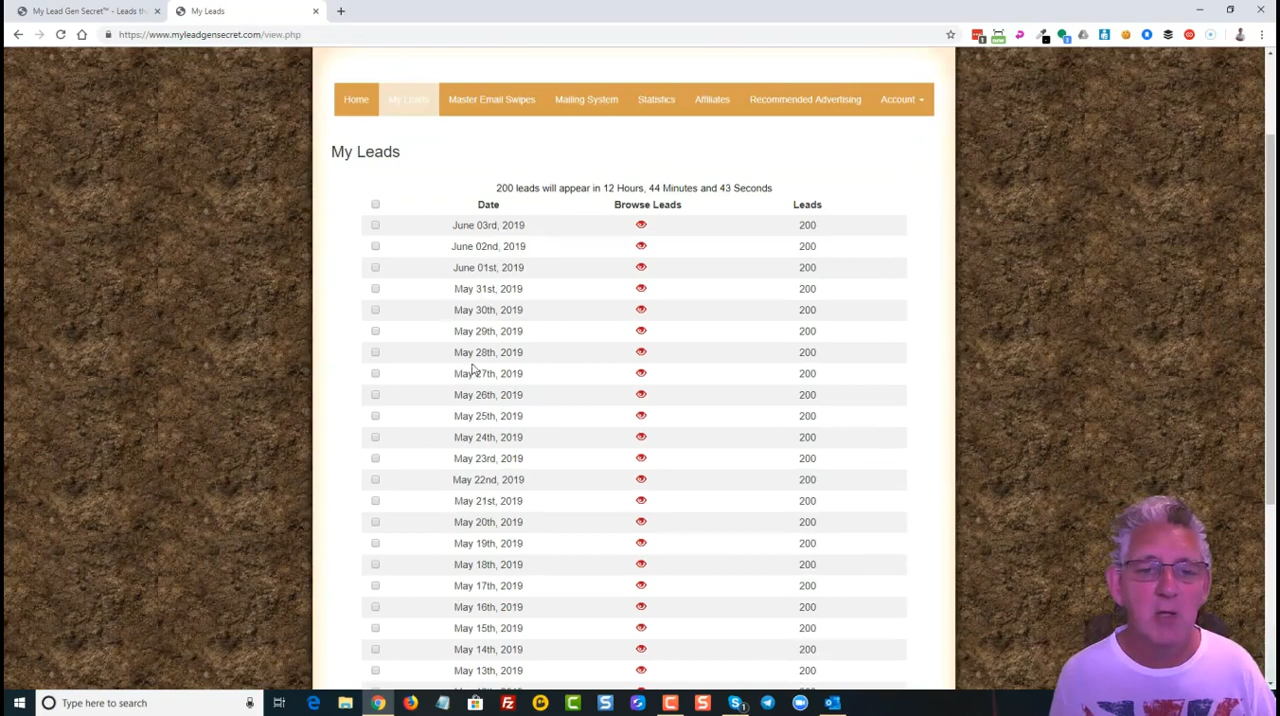 My Lead Gen Secret™ - Leads th
My Leads
https://www.myleadgensecret.com/view.php
Home My Leads Master Email Swipes Mailing System Statistics Affiliates Recommended Advertising Account
My Leads
200 leads will appear in 12 Hours, 44 Minutes and 43 Seconds
Date Browse Leads Leads
June 03rd, 2019 200
June 02nd, 2019 200
June 01st, 2019 200
May 31st, 2019 200
May 30th, 2019 200
May 29th, 2019 200
May 28th, 2019 200
May 27th, 2019 200
May 26th, 2019 200
May 25th, 2019 200
May 24th, 2019 200
May 23rd, 2019 200
May 22nd, 2019 200
May 21st, 2019 200
May 20th, 2019 200
May 19th, 2019 200
May 18th, 2019 200
May 17th, 2019 200
May 16th, 2019 200
May 15th, 2019 200
May 14th, 2019 200
May 13th, 2019 200
Type here to search